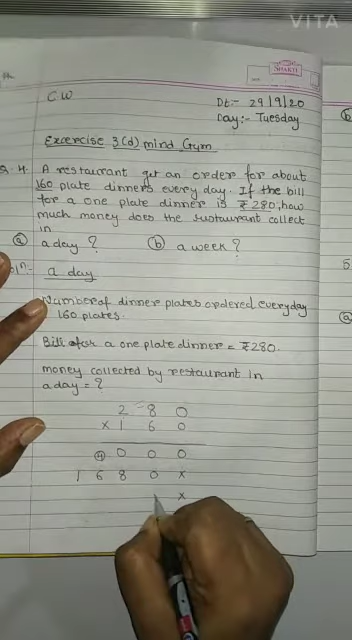 VITA
SHAKTI
C.W
Dt:- 29/9/20
Day:- Tuesday
Excercise 3(d) mind Gym
Q.4. A restaurant get an ordere for about
160 plate dinners every day. If the bill
for a one plate dinner is ₹280, how
much money does the restaurant collect
in
(a) a day ? (b) a week ?
a day
Number of dinner plates ordered everyday
160 plates.
Bill for a one plate dinner = ₹280.
money collected by restaurant in
a day = ?
2 8 0
× 1 6 0
0 0 0
1 6 8 0 ×
×